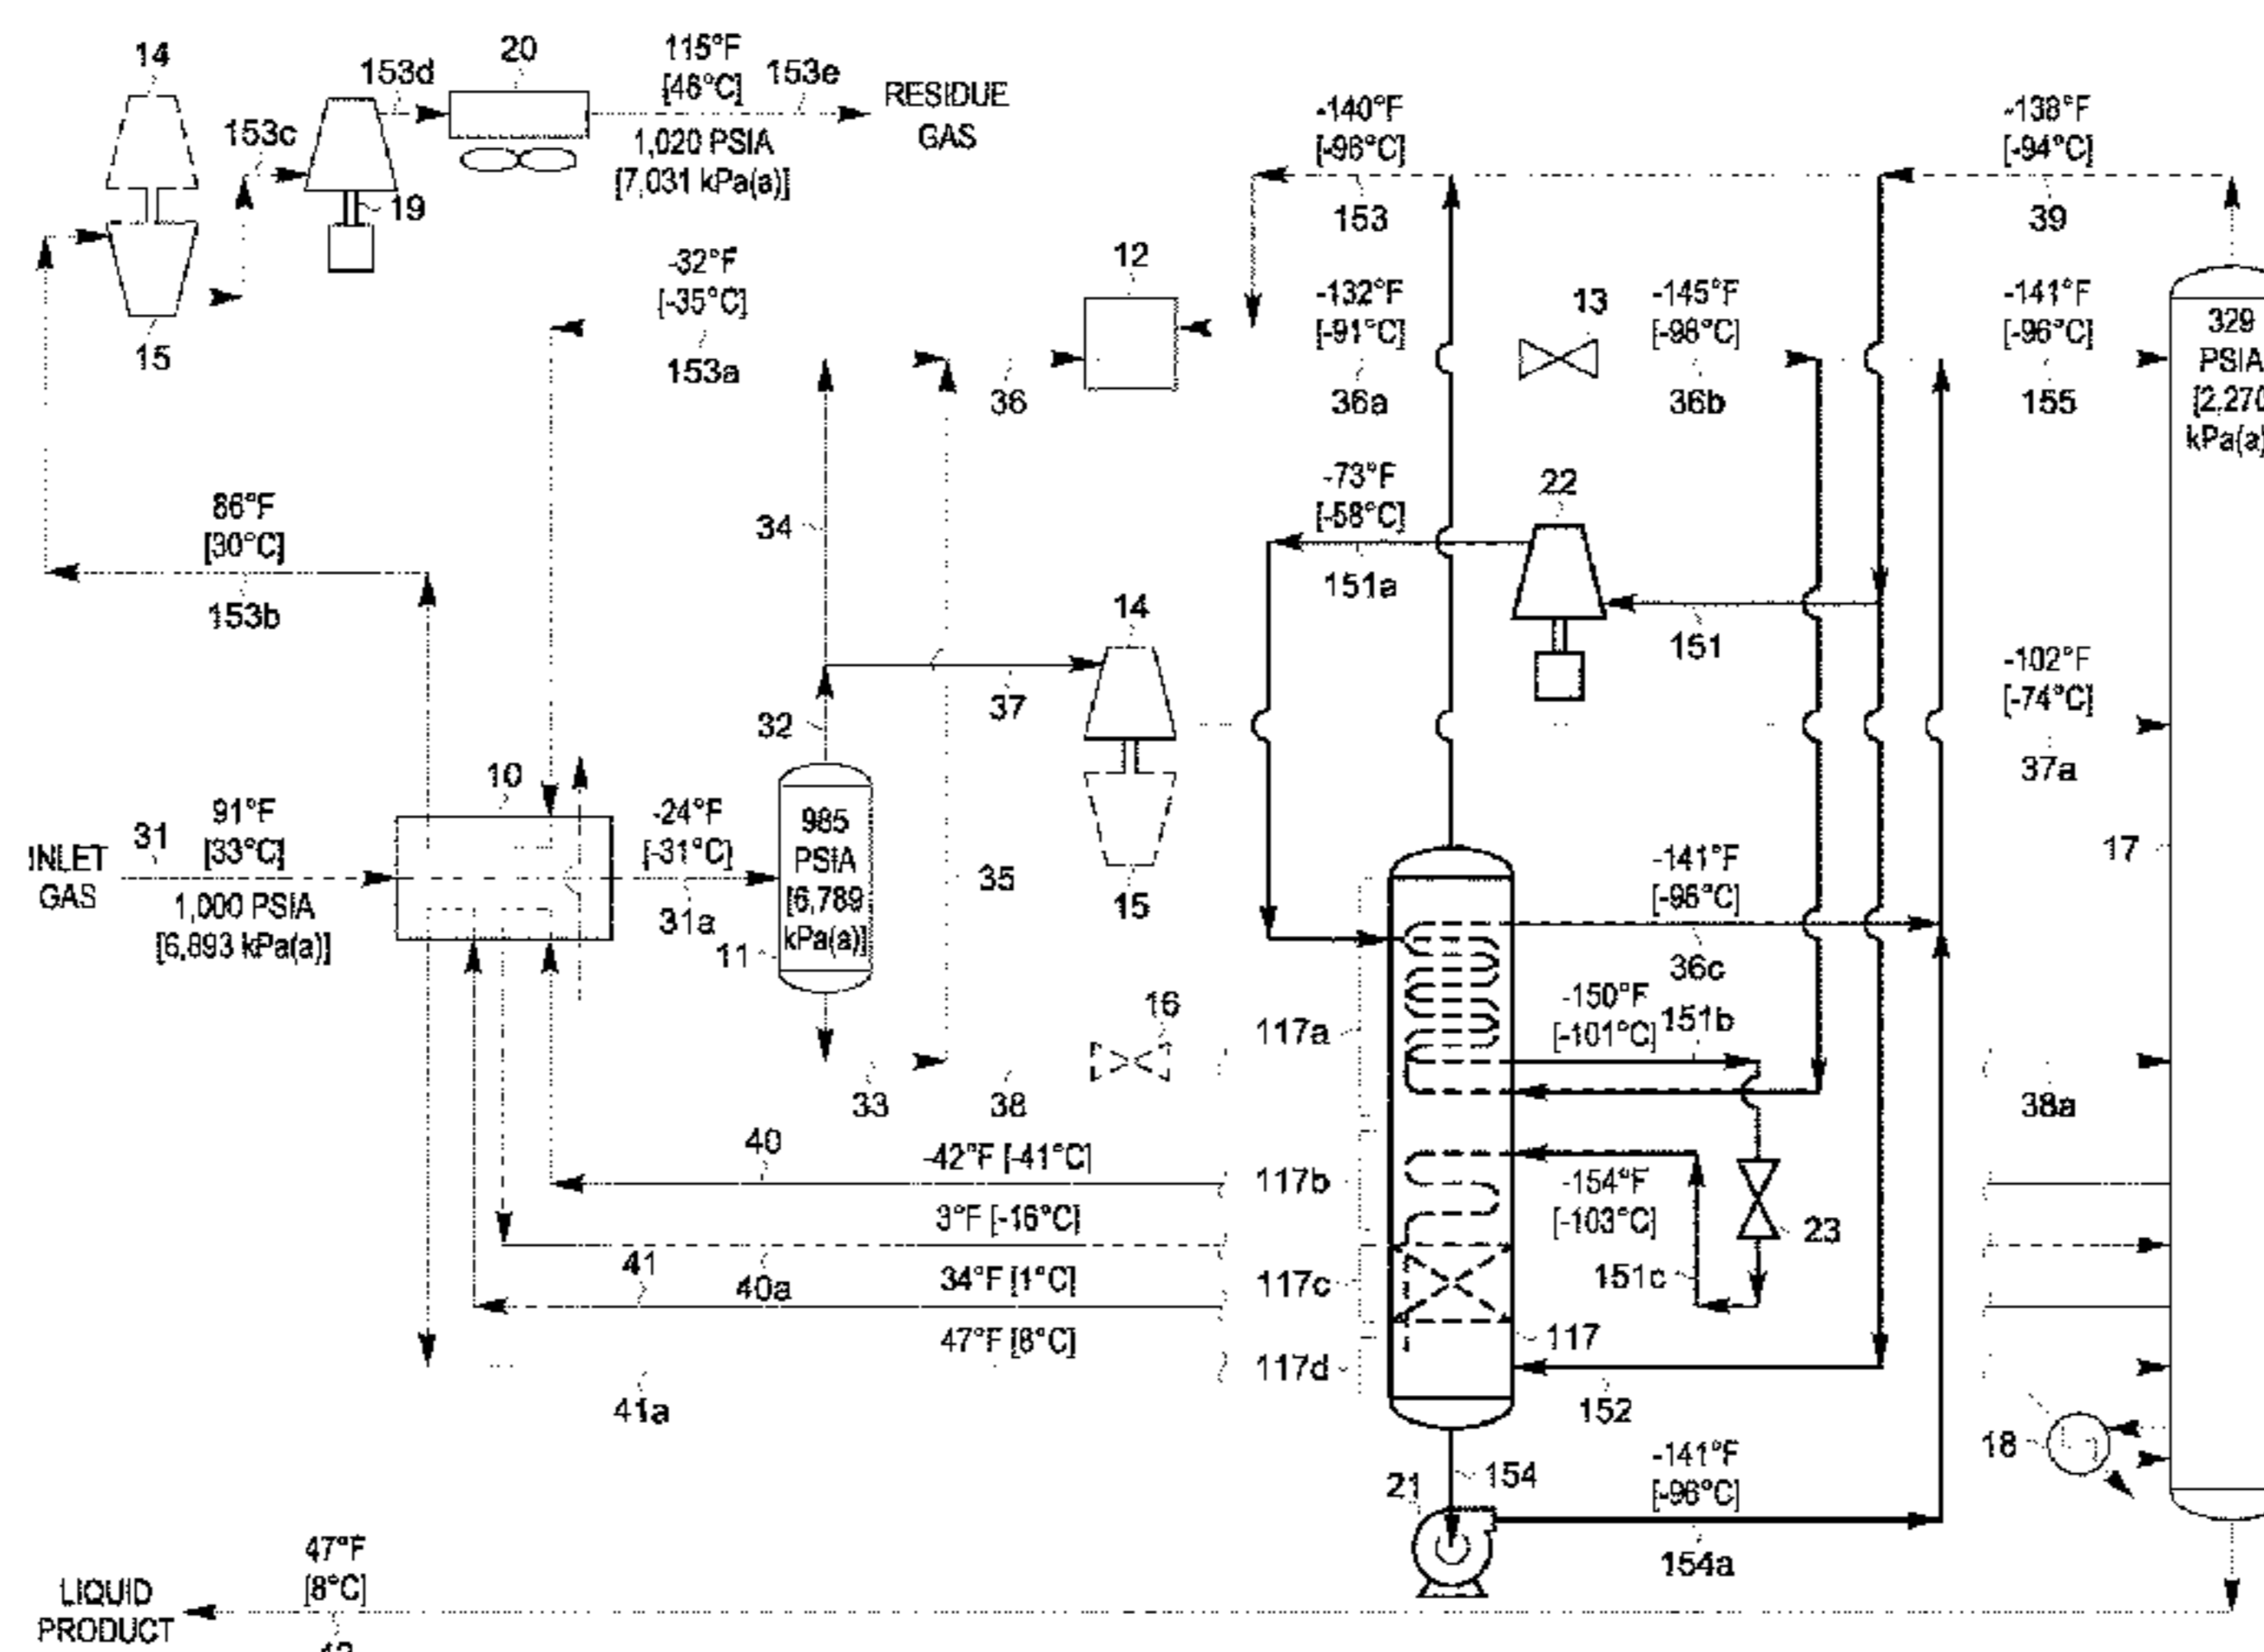 14
20
115°F
[46°C]
153d
153e
RESIDUE
GAS
153c
1,020 PSIA
[7,031 kPa(a)]
19
15
-140°F
[-96°C]
153
-138°F
[-94°C]
39
-32°F
[-35°C]
153a
12
36
-132°F
[-91°C]
36a
13
-145°F
[-98°C]
36b
-141°F
[-96°C]
155
329
PSIA
[2,270
kPa(a)
86°F
[30°C]
153b
34
-73°F
[-58°C]
151a
22
151
14
37
32
-102°F
[-74°C]
37a
17
10
INLET
GAS
31
91°F
[33°C]
1,000 PSIA
[6,893 kPa(a)]
-24°F
[-31°C]
31a
985
PSIA
[6,789
kPa(a)]
11
35
15
-141°F
[-96°C]
36c
117a
-150°F
[-101°C]
151b
16
33
38
38a
40
-42°F [-41°C]
117b
-154°F
[-103°C]
23
3°F [-16°C]
40a
41
34°F [1°C]
117c
151c
47°F [8°C]
41a
117d
117
152
18
21
154
-141°F
[-96°C]
154a
LIQUID
PRODUCT
47°F
[8°C]